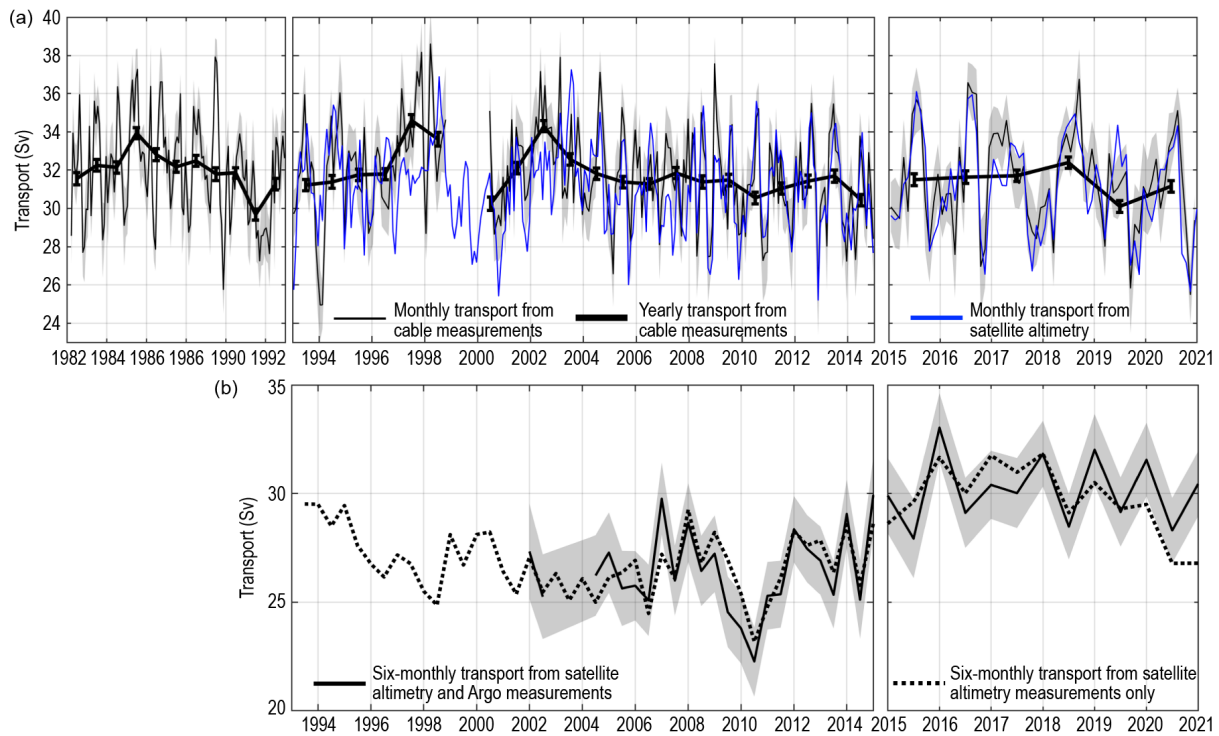 (a)
40
38
36
34
32
30
28
26
24
Transport (Sv)
Monthly transport from
cable measurements
Yearly transport from
cable measurements
Monthly transport from
satellite altimetry
1982 1984 1986 1986 1990 1992
1994 1996 1998 2000 2002 2004 2006 2008 2010 2012 2014
2015 2015 2016 2017 2018 2019 2020 2021
(b)
35
30
25
20
Transport (Sv)
Six-monthly transport from satellite
altimetry and Argo measurements
Six-monthly transport from satellite
altimetry measurements only
1994 1996 1998 2000 2002 2004 2006 2008 2010 2012 2014
2015 2015 2016 2017 2018 2019 2020 2021